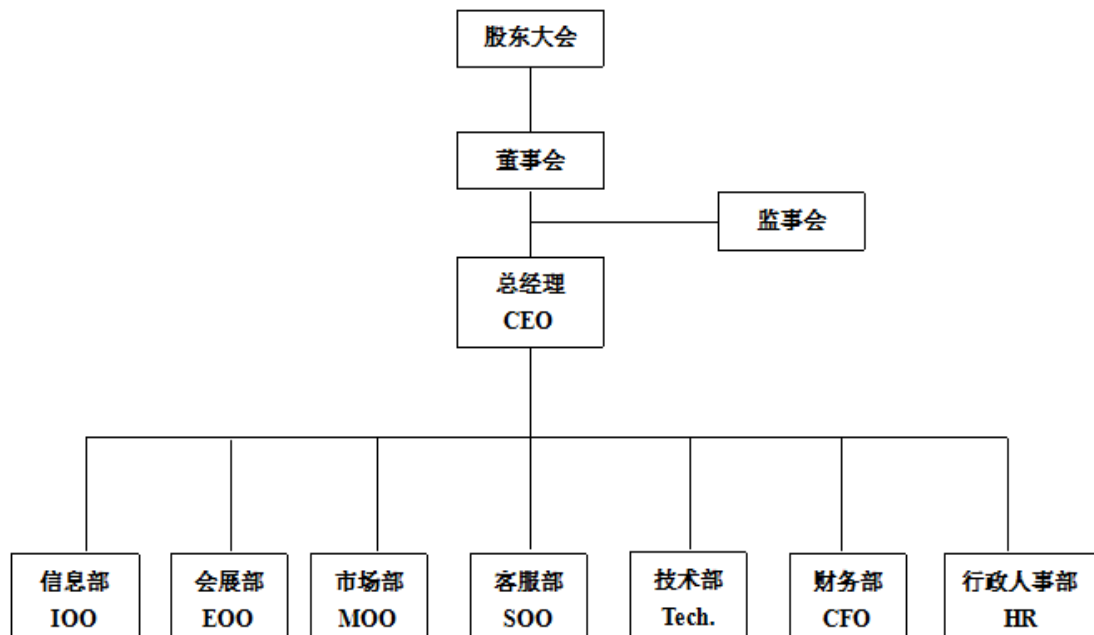 股东大会
董事会
监事会
总经理
CEO
信息部
IOO
会展部
EOO
市场部
MOO
客服部
SOO
技术部
Tech.
财务部
CFO
行政人事部
HR